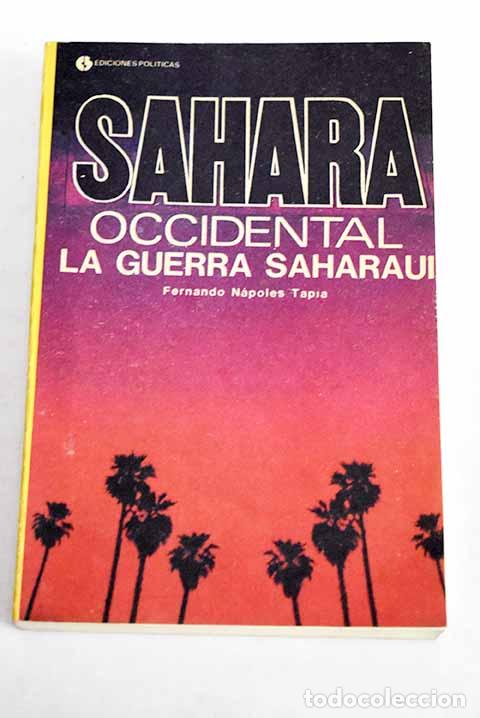 EDICIONES POLITICAS
SAHARA
OCCIDENTAL
LA GUERRA SAHARAUI
Fernando Nápoles Tapia
todocoleccion